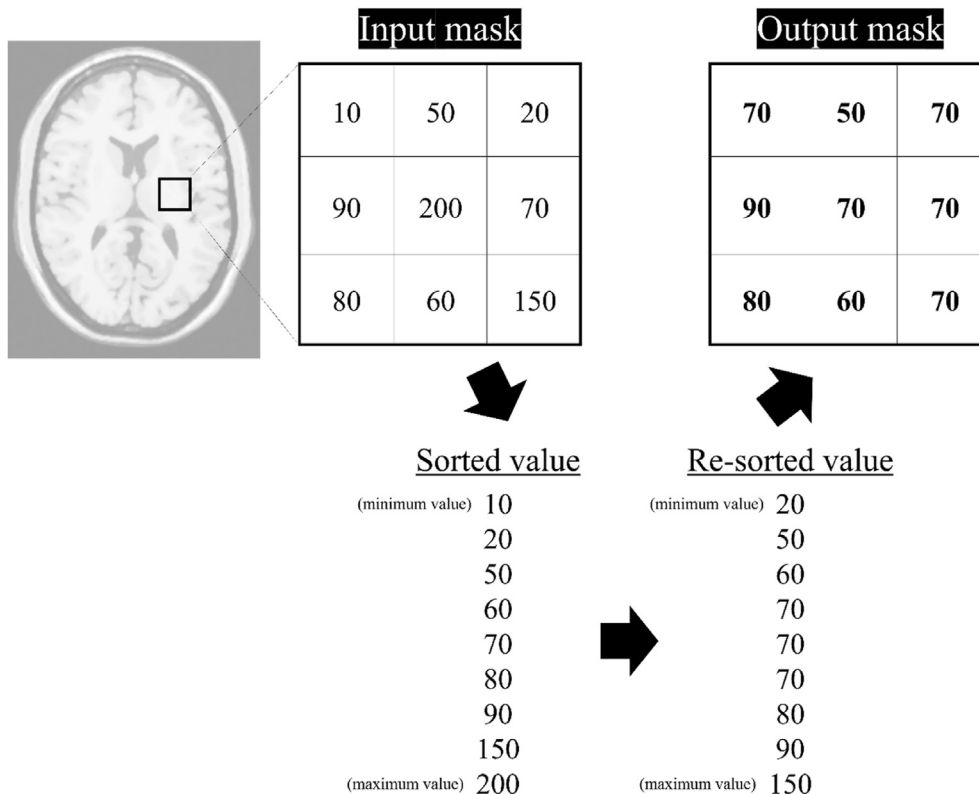 Input mask
Output mask
10 50 20
90 200 70
80 60 150
70 50 70
90 70 70
80 60 70
Sorted value
(minimum value) 10
20
50
60
70
80
90
150
(maximum value) 200
Re-sorted value
(minimum value) 20
50
60
70
70
70
80
90
(maximum value) 150